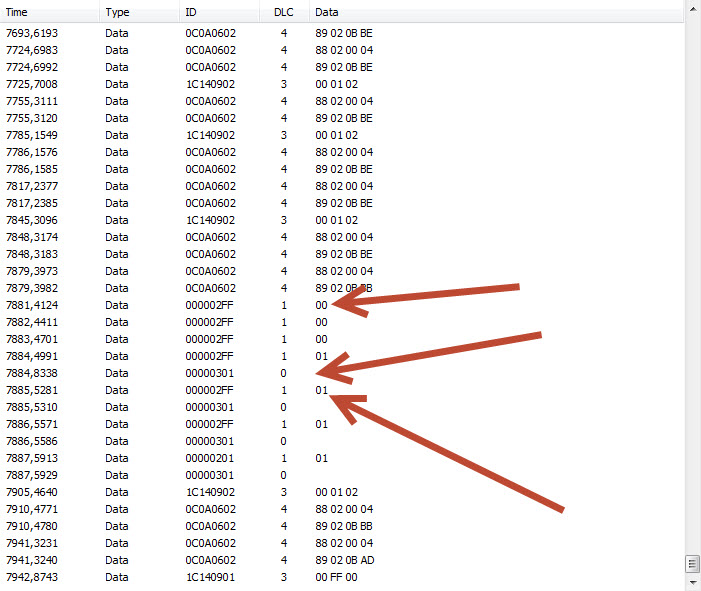 Time Type ID DLC Data
7693,6193 Data 0C0A0602 4 89 02 0B BE
7724,6983 Data 0C0A0602 4 88 02 00 04
7724,6992 Data 0C0A0602 4 89 02 0B BE
7725,7008 Data 1C140902 3 00 01 02
7755,3111 Data 0C0A0602 4 88 02 00 04
7755,3120 Data 0C0A0602 4 89 02 0B BE
7785,1549 Data 1C140902 3 00 01 02
7786,1576 Data 0C0A0602 4 88 02 00 04
7786,1585 Data 0C0A0602 4 89 02 0B BE
7817,2377 Data 0C0A0602 4 88 02 00 04
7817,2385 Data 0C0A0602 4 89 02 0B BE
7845,3096 Data 1C140902 3 00 01 02
7848,3174 Data 0C0A0602 4 88 02 00 04
7848,3183 Data 0C0A0602 4 89 02 0B BE
7879,3973 Data 0C0A0602 4 88 02 00 04
7879,3982 Data 0C0A0602 4 89 02 0B
7881,4124 Data 000002FF 1 00
7882,4411 Data 000002FF 1 00
7883,4701 Data 000002FF 1 00
7884,4991 Data 000002FF 1 01
7884,8338 Data 00000301 0
7885,5281 Data 000002FF 1 01
7885,5310 Data 00000301 0
7886,5571 Data 000002FF 1 01
7886,5586 Data 00000301 0
7887,5913 Data 00000201 1 01
7887,5929 Data 00000301 0
7905,4640 Data 1C140902 3 00 01 02
7910,4771 Data 0C0A0602 4 88 02 00 04
7910,4780 Data 0C0A0602 4 89 02 0B BB
7941,3231 Data 0C0A0602 4 88 02 00 04
7941,3240 Data 0C0A0602 4 89 02 0B AD
7942,8743 Data 1C140901 3 00 FF 00